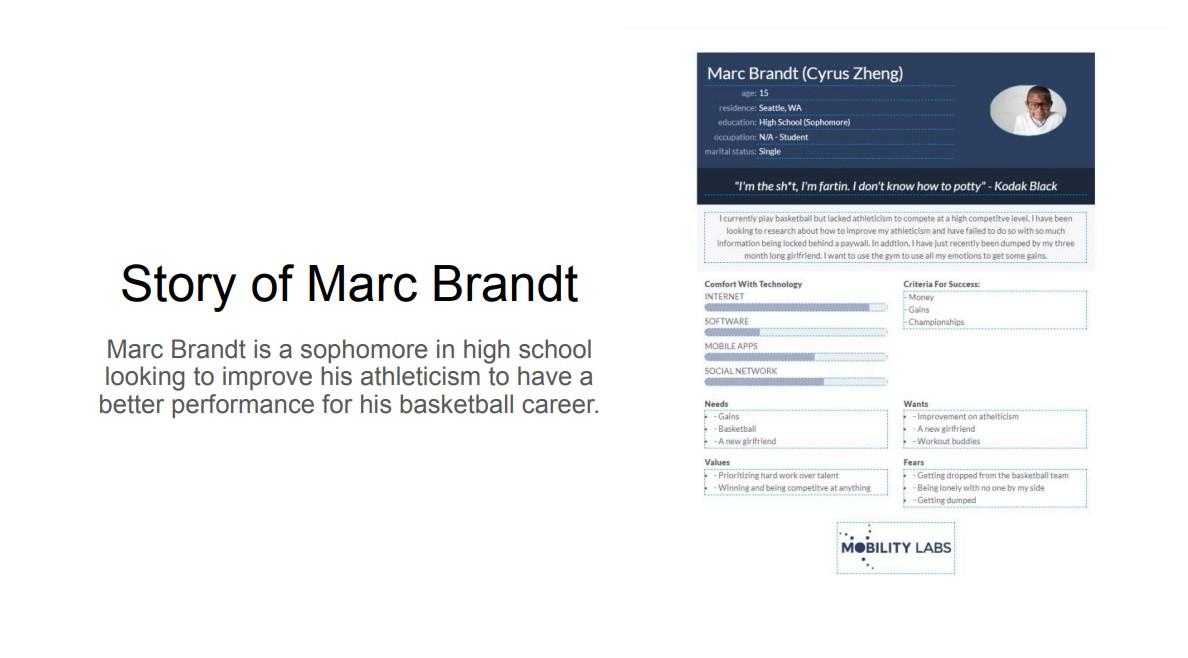 Story of Marc Brandt
Marc Brandt is a sophomore in high school
looking to improve his athleticism to have a
better performance for his basketball career.
Marc Brandt (Cyrus Zheng)
age: 15
residence: Seattle, WA
education: High School (Sophomore)
occupation: N/A - Student
marital status: Single
"I'm the sh*t, I'm fartin. I don't know how to potty" - Kodak Black
I currently play basketball but lacked athleticism to compete at a high competitve level. I have been
looking to research about how to improve my athleticism and have failed to do so with so much
information being locked behind a paywall. In addtion, I have just recently been dumped by my three
month long girlfriend. I want to use the gym to use all my emotions to get some gains.
Comfort With Technology
INTERNET
SOFTWARE
MOBILE APPS
SOCIAL NETWORK
Criteria For Success:
- Money
- Gains
- Championships
Needs
• - Gains
• - Basketball
• - A new girlfriend
Wants
• - Improvement on athelticism
• - A new girlfriend
• - Workout buddies
Values
• - Prioritizing hard work over talent
• - Winning and being competitve at anything
Fears
• - Getting dropped from the basketball team
• - Being lonely with no one by my side
• - Getting dumped
MOBILITY LABS